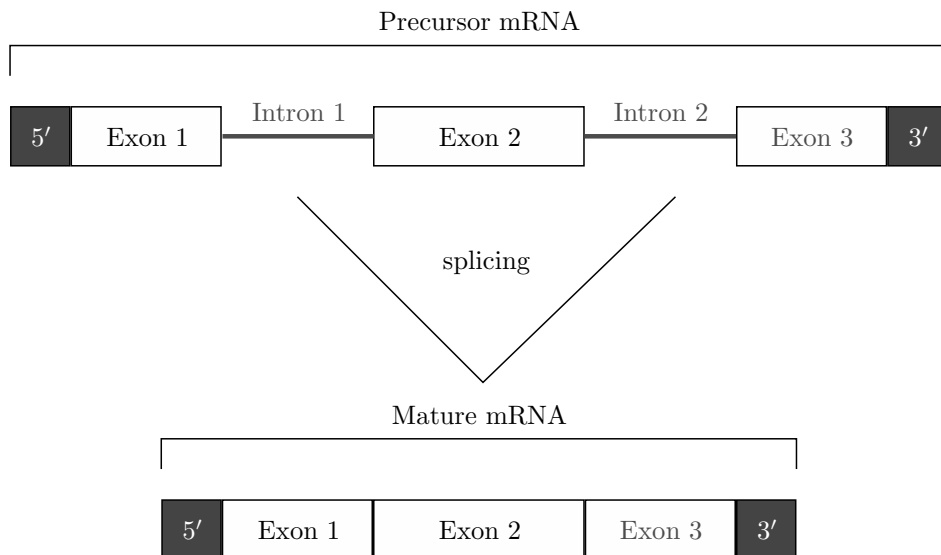 Precursor mRNA
Intron 1 Intron 2
5′ Exon 1 Exon 2 Exon 3 3′
splicing
Mature mRNA
5′ Exon 1 Exon 2 Exon 3 3′